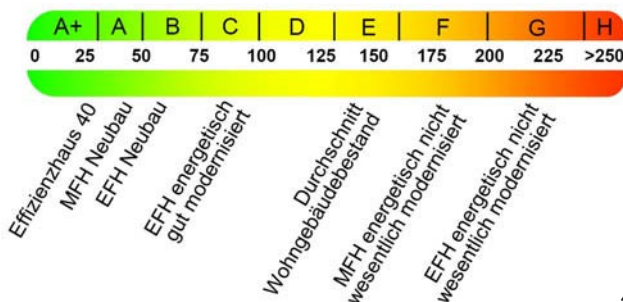 A+ A B C D E F G H
0 25 50 75 100 125 150 175 200 225 >250
Effizienzhaus 40
MFH Neubau
EFH Neubau
EFH energetisch
gut modernisiert
Durchschnitt
Wohngebäudebestand
MFH energetisch nicht
wesentlich modernisiert
EFH energetisch nicht
wesentlich modernisiert